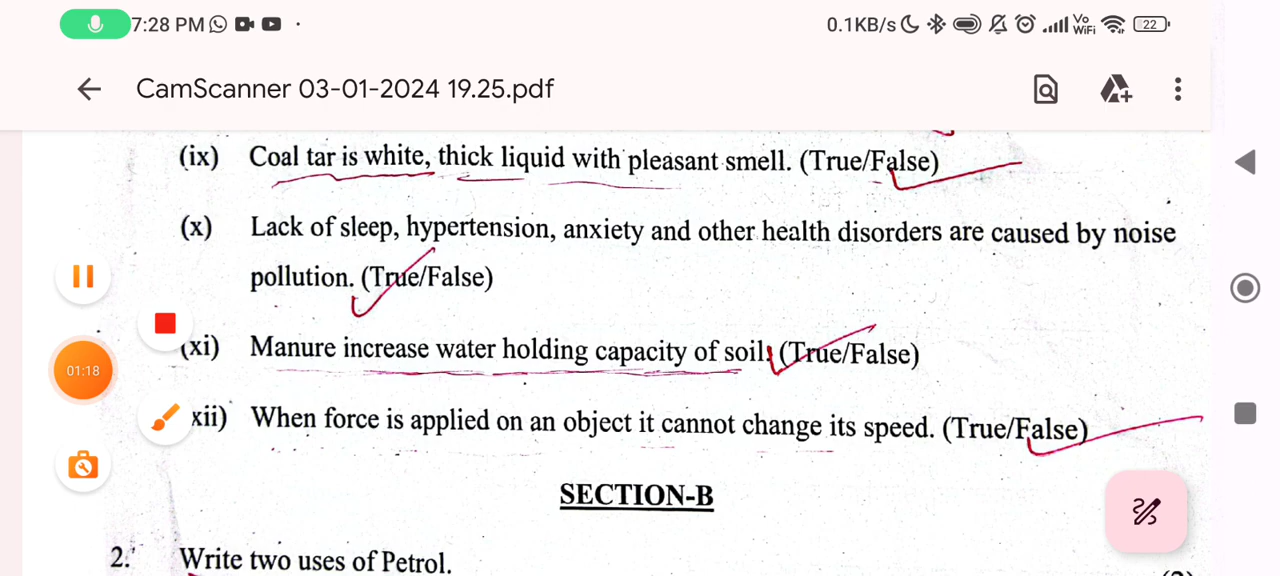 7:28 PM
0.1KB/s Vo WiFi 22
CamScanner 03-01-2024 19.25.pdf
(ix) Coal tar is white, thick liquid with pleasant smell. (True/False)
(x) Lack of sleep, hypertension, anxiety and other health disorders are caused by noise
pollution. (True/False)
(xi) Manure increase water holding capacity of soil. (True/False)
01:18
xii) When force is applied on an object it cannot change its speed. (True/False)
SECTION-B
2. Write two uses of Petrol.